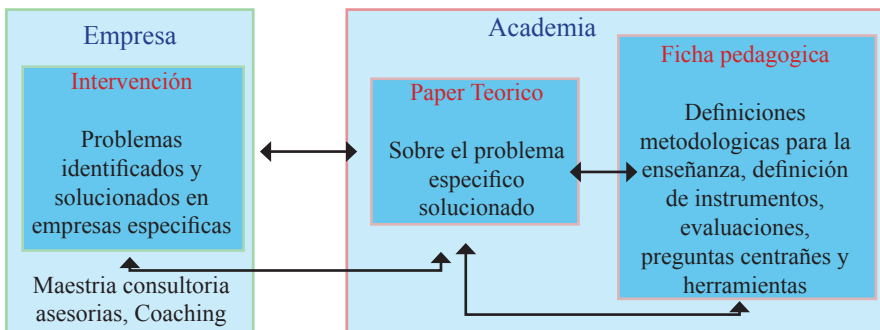 Empresa
Intervención
Problemas
identificados y
solucionados en
empresas especificas
Maestria consultoria
asesorias, Coaching
Academia
Paper Teorico
Sobre el problema
especifico
solucionado
Ficha pedagogica
Definiciones
metodologicas para la
enseñanza, definición
de instrumentos,
evaluaciones,
preguntas centrañes y
herramientas